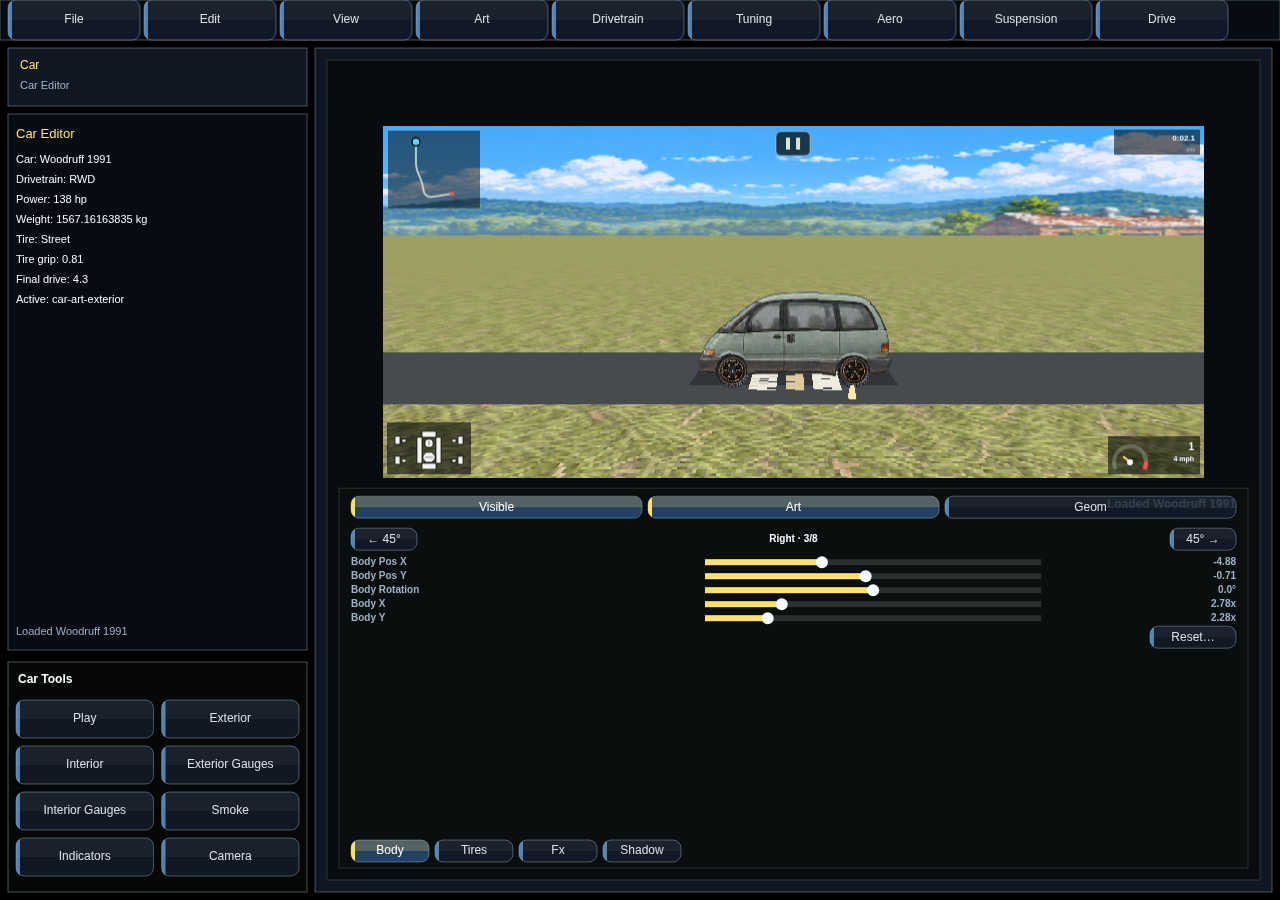 File Edit View Art Drivetrain Tuning Aero Suspension Drive
Car
Car Editor
Car Editor
Car: Woodruff 1991
Drivetrain: RWD
Power: 138 hp
Weight: 1567.16163835 kg
Tire: Street
Tire grip: 0.81
Final drive: 4.3
Active: car-art-exterior
Loaded Woodruff 1991
Car Tools
Play Exterior
Interior Exterior Gauges
Interior Gauges Smoke
Indicators Camera
0:02.1
0%
1
4 mph
Visible Art Geom
Loaded Woodruff 1991
← 45° Right · 3/8 45° →
Body Pos X -4.88
Body Pos Y -0.71
Body Rotation 0.0°
Body X 2.78x
Body Y 2.28x
Reset…
Body Tires Fx Shadow